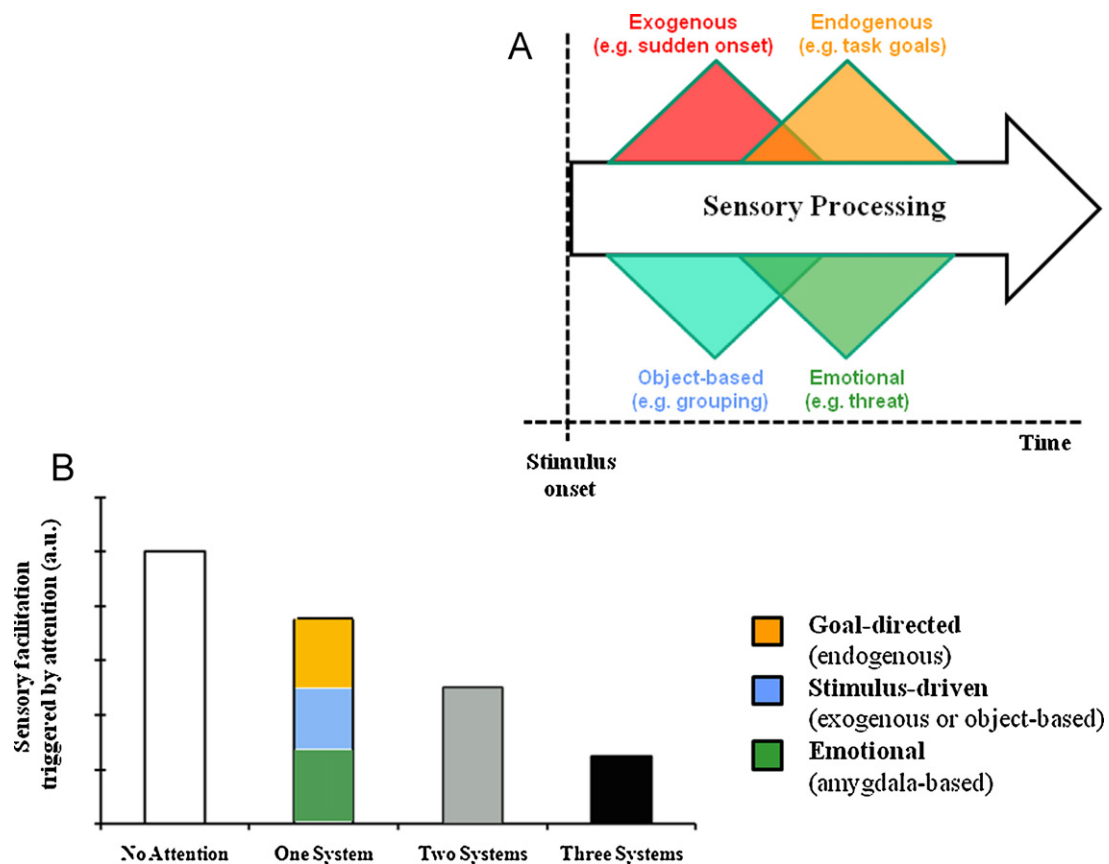 A
Exogenous
(e.g. sudden onset)
Endogenous
(e.g. task goals)
Sensory Processing
Object-based
(e.g. grouping)
Emotional
(e.g. threat)
Time
Stimulus
onset
B
Sensory facilitation
triggered by attention (a.u.)
No Attention
One System
Two Systems
Three Systems
Goal-directed
(endogenous)
Stimulus-driven
(exogenous or object-based)
Emotional
(amygdala-based)